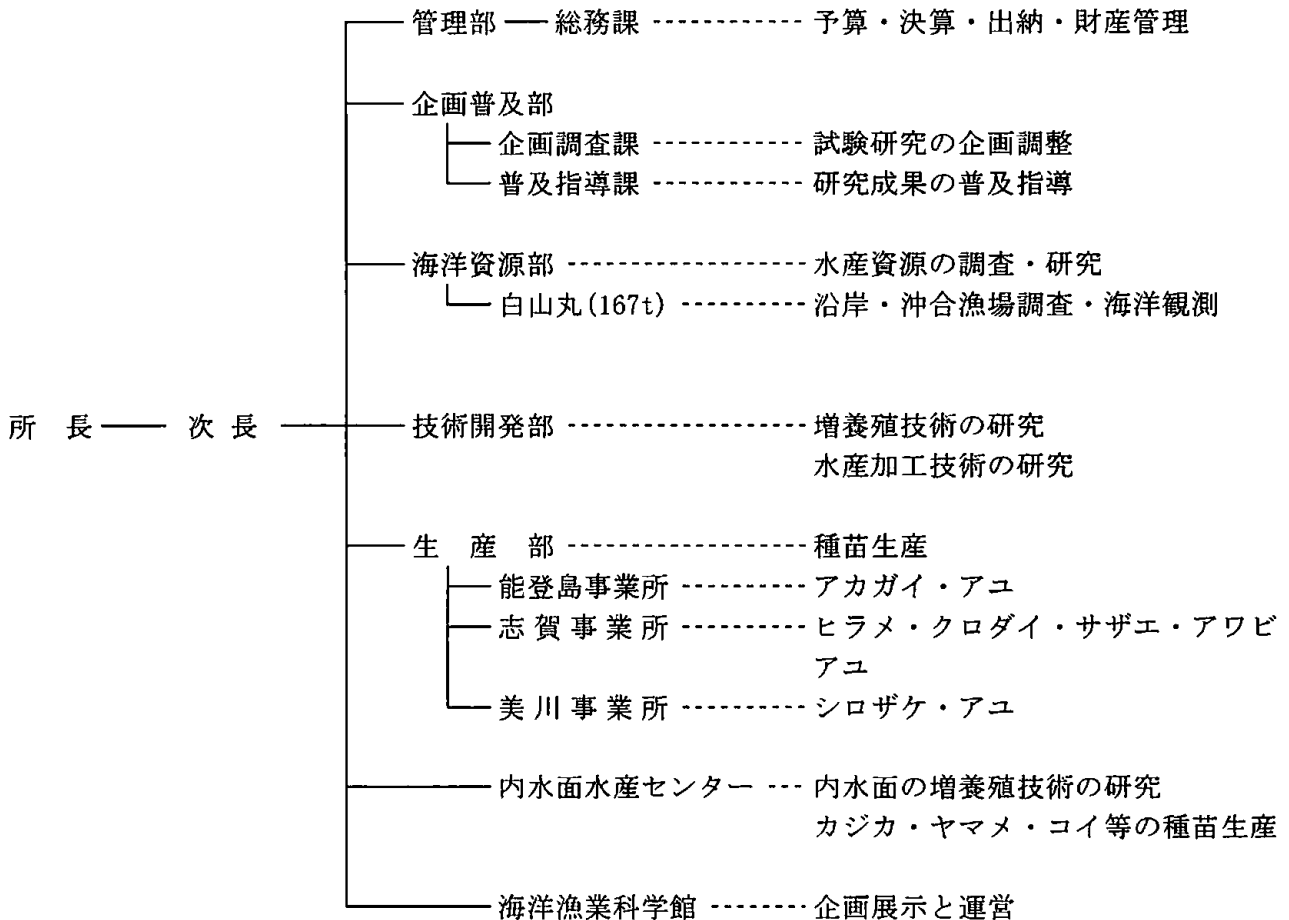 管理部 総務課 予算・決算・出納・財産管理
企画普及部
企画調査課 試験研究の企画調整
普及指導課 研究成果の普及指導
海洋資源部 水産資源の調査・研究
白山丸(167t) 沿岸・沖合漁場調査・海洋観測
所長 次長 技術開発部 増養殖技術の研究
水産加工技術の研究
生産部 種苗生産
能登島事業所 アカガイ・アユ
志賀事業所 ヒラメ・クロダイ・サザエ・アワビ
アユ
美川事業所 シロザケ・アユ
内水面水産センター 内水面の増養殖技術の研究
カジカ・ヤマメ・コイ等の種苗生産
海洋漁業科学館 企画展示と運営